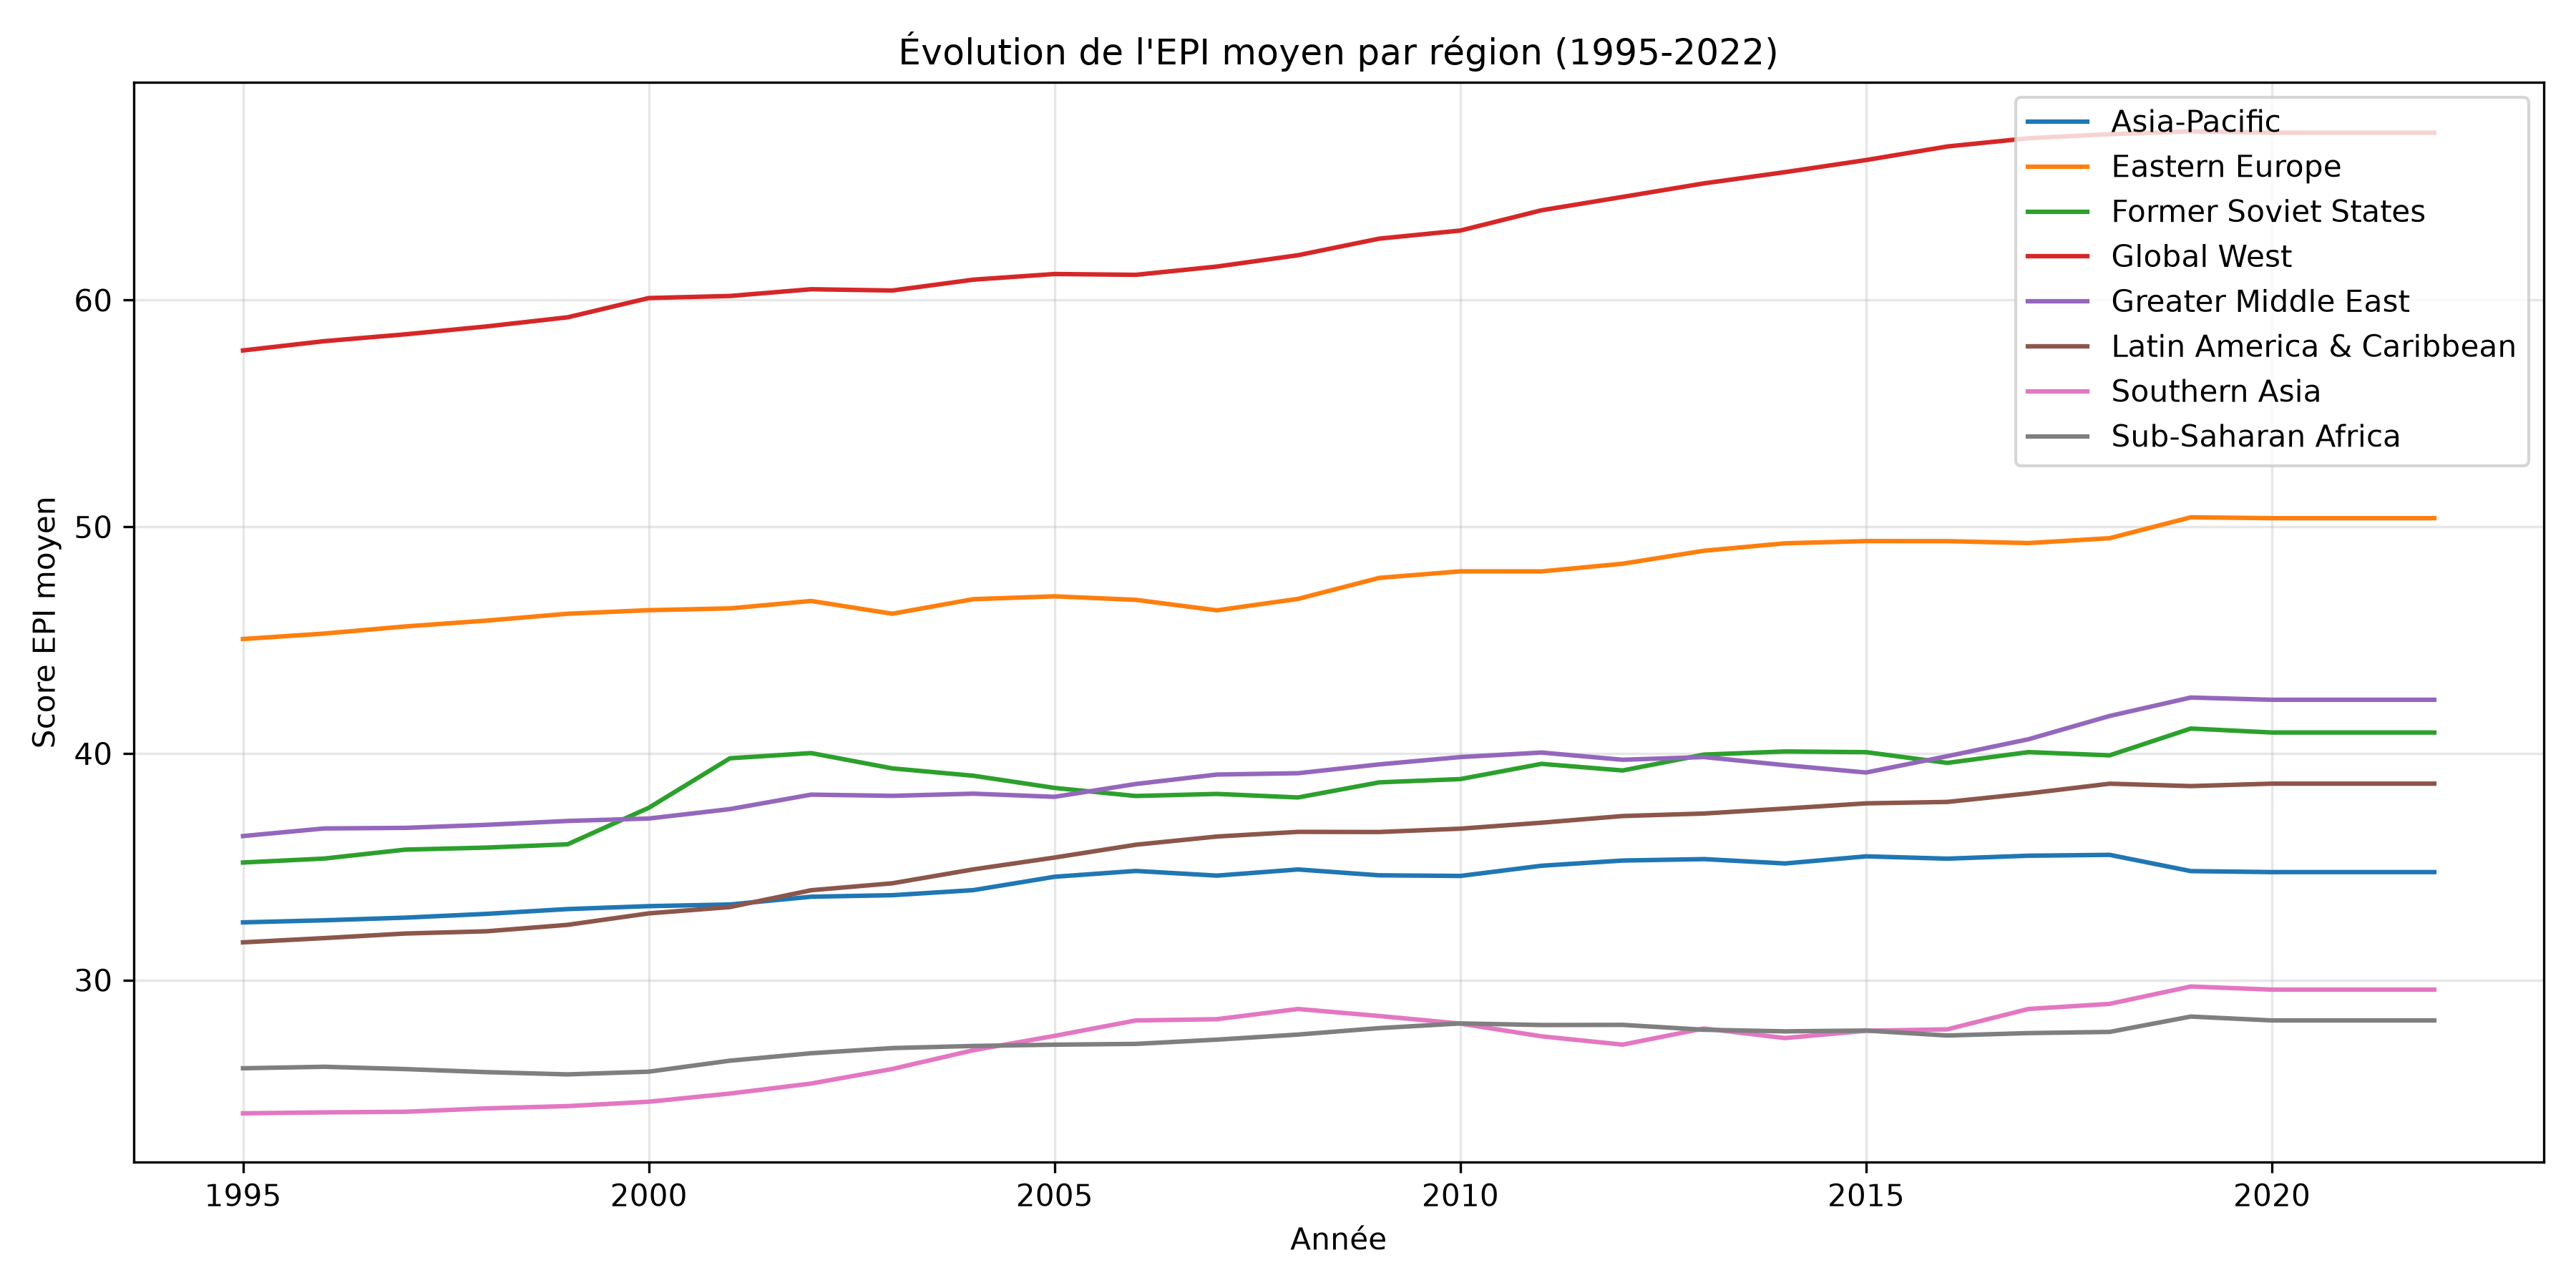 Évolution de l'EPI moyen par région (1995-2022)
Asia-Pacific
Eastern Europe
Former Soviet States
Global West
Greater Middle East
Latin America & Caribbean
Southern Asia
Sub-Saharan Africa
Score EPI moyen
60
50
40
30
1995
2000
2005
2010
2015
2020
Année